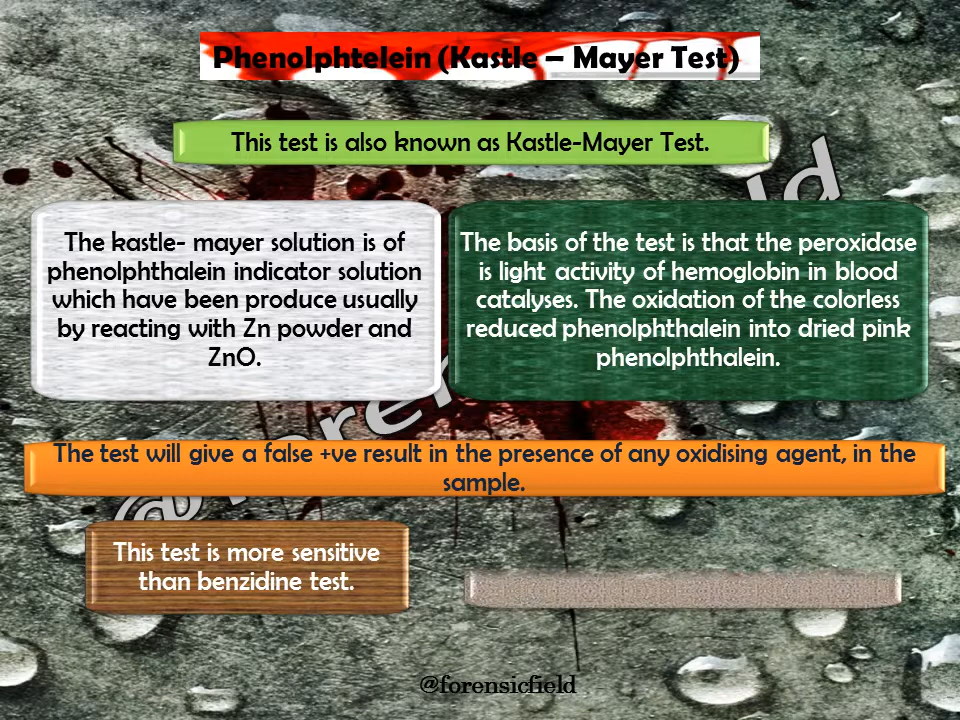 Phenolphtelein (Kastle – Mayer Test)
This test is also known as Kastle-Mayer Test.
The kastle- mayer solution is of
phenolphthalein indicator solution
which have been produce usually
by reacting with Zn powder and
ZnO.
The basis of the test is that the peroxidase
is light activity of hemoglobin in blood
catalyses. The oxidation of the colorless
reduced phenolphthalein into dried pink
phenolphthalein.
The test will give a false +ve result in the presence of any oxidising agent, in the
sample.
This test is more sensitive
than benzidine test.
@forensicfield